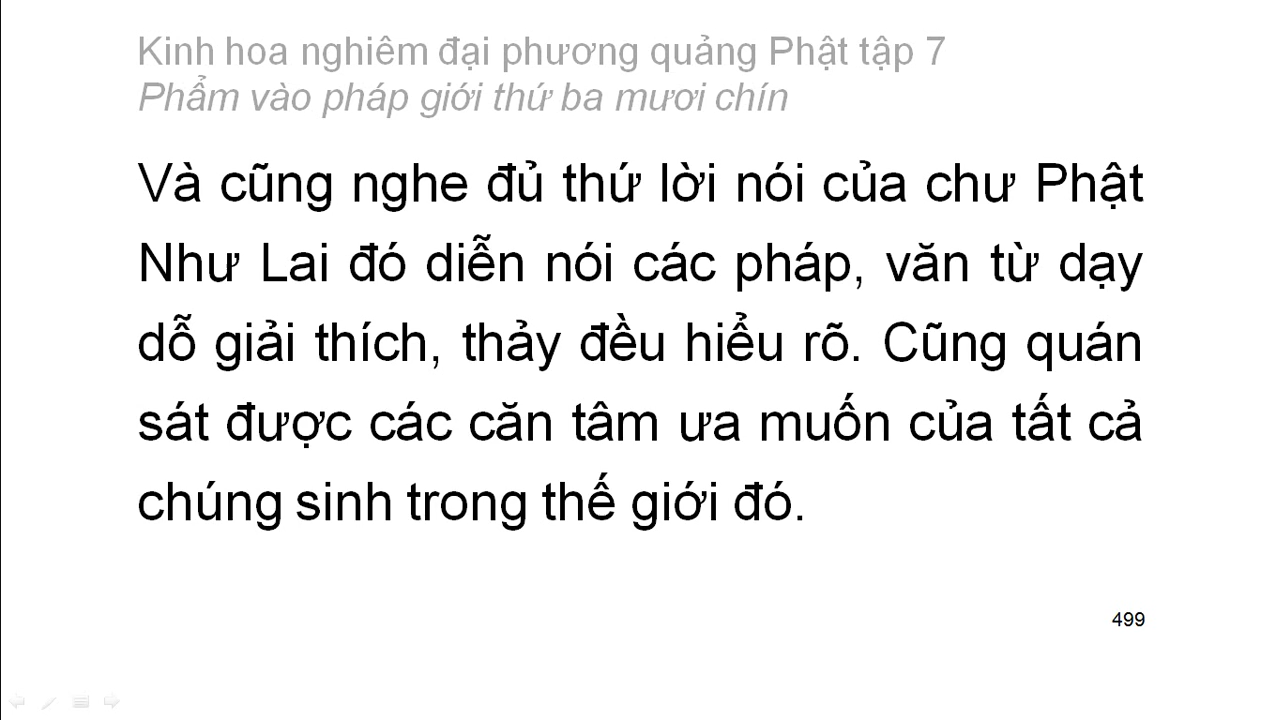 Kinh hoa nghiêm đại phương quảng Phật tập 7
Phẩm vào pháp giới thứ ba mươi chín
Và cũng nghe đủ thứ lời nói của chư Phật
Như Lai đó diễn nói các pháp, văn từ dạy
dỗ giải thích, thảy đều hiểu rõ. Cũng quán
sát được các căn tâm ưa muốn của tất cả
chúng sinh trong thế giới đó.
499